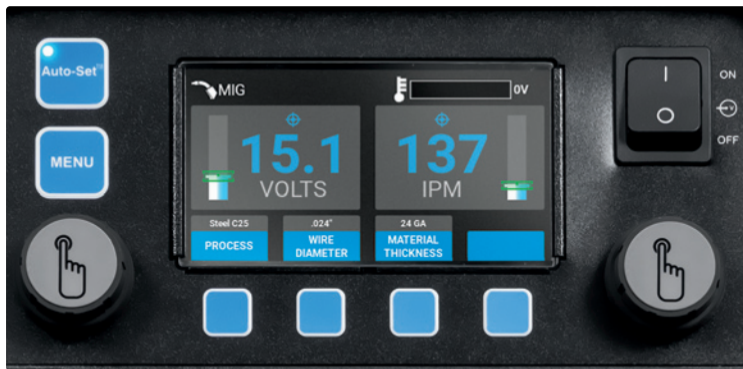 Auto-Set™
MENU
MIG
0V
15.1
VOLTS
137
IPM
Steel C25
.024"
24 GA
PROCESS
WIRE
DIAMETER
MATERIAL
THICKNESS
I
O
ON
V
OFF